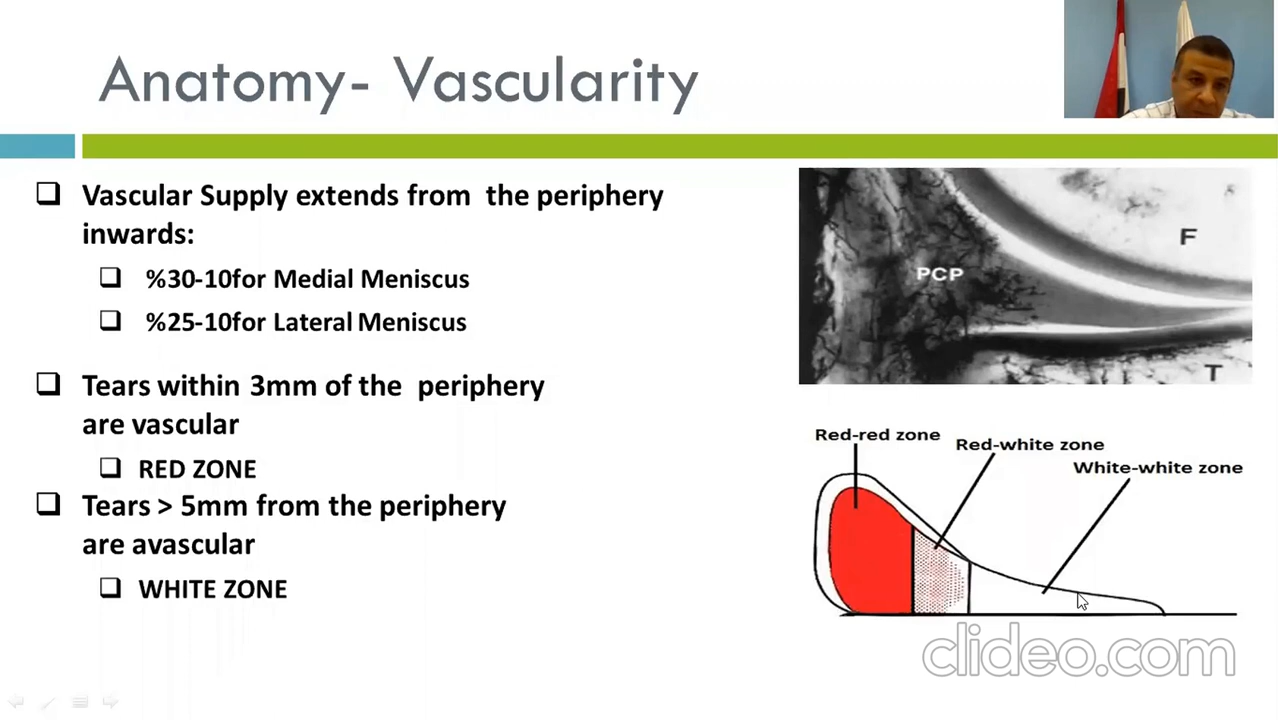 Anatomy- Vascularity
Vascular Supply extends from the periphery
inwards:
%30-10for Medial Meniscus
%25-10for Lateral Meniscus
Tears within 3mm of the periphery
are vascular
RED ZONE
Tears > 5mm from the periphery
are avascular
WHITE ZONE
F
PCP
T
Red-red zone
Red-white zone
White-white zone
clideo.com